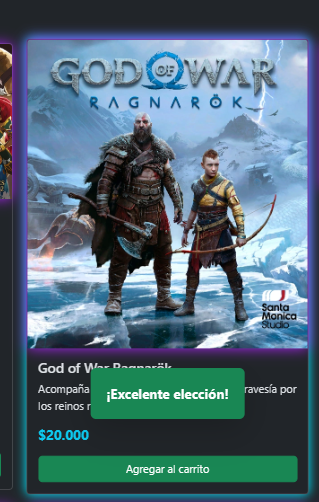 GOD OF WAR
RAGNARÖK
Santa
Monica
Studio
God of War Ragnarök
Acompaña ravesía por
los reinos
¡Excelente elección!
$20.000
Agregar al carrito